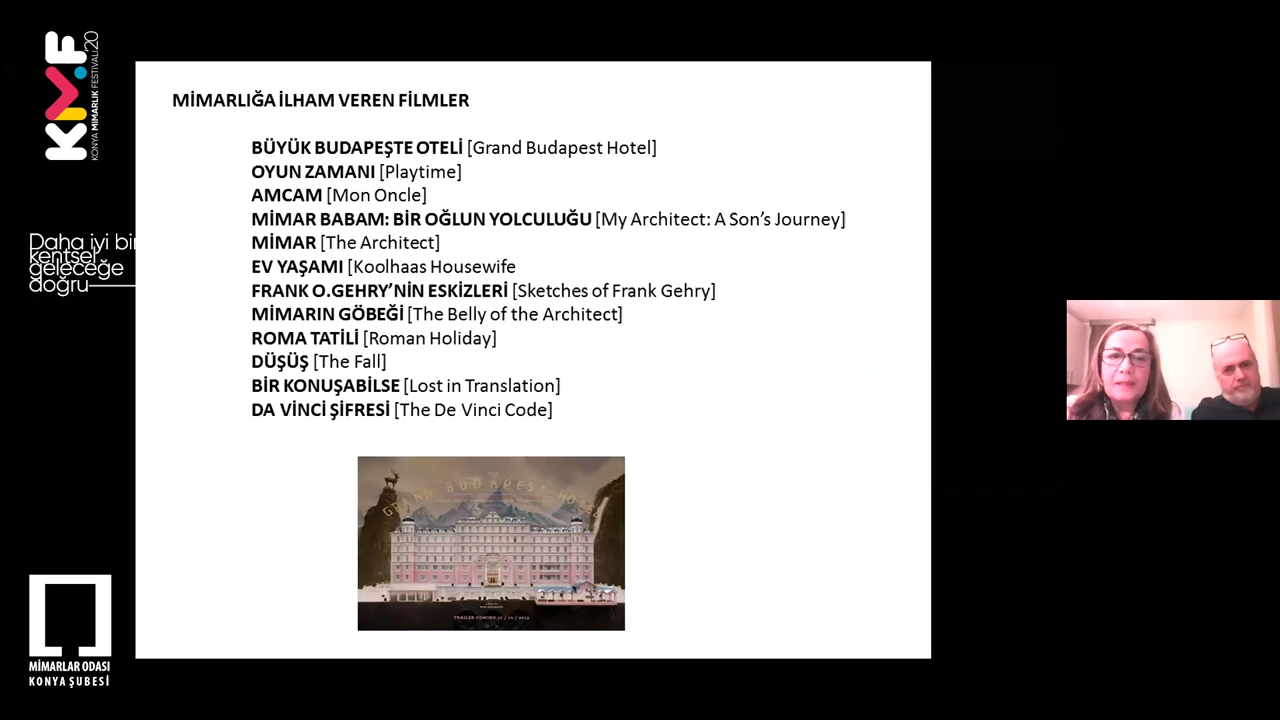 KMF
KONYA MİMARLIK FESTİVALİ '20
Daha iyi bir
kentsel
geleceğe
doğru
MİMARLIĞA İLHAM VEREN FİLMLER
BÜYÜK BUDAPEŞTE OTELİ [Grand Budapest Hotel]
OYUN ZAMANI [Playtime]
AMCAM [Mon Oncle]
MİMAR BABAM: BİR OĞLUN YOLCULUĞU [My Architect: A Son’s Journey]
MİMAR [The Architect]
EV YAŞAMI [Koolhaas Housewife
FRANK O.GEHRY’NİN ESKİZLERİ [Sketches of Frank Gehry]
MİMARIN GÖBEĞİ [The Belly of the Architect]
ROMA TATİLİ [Roman Holiday]
DÜŞÜŞ [The Fall]
BİR KONUŞABİLSE [Lost in Translation]
DA VİNCİ ŞİFRESİ [The De Vinci Code]
GRAND BUDAPEST HOTEL
MİMARLAR ODASI
KONYA ŞUBESİ